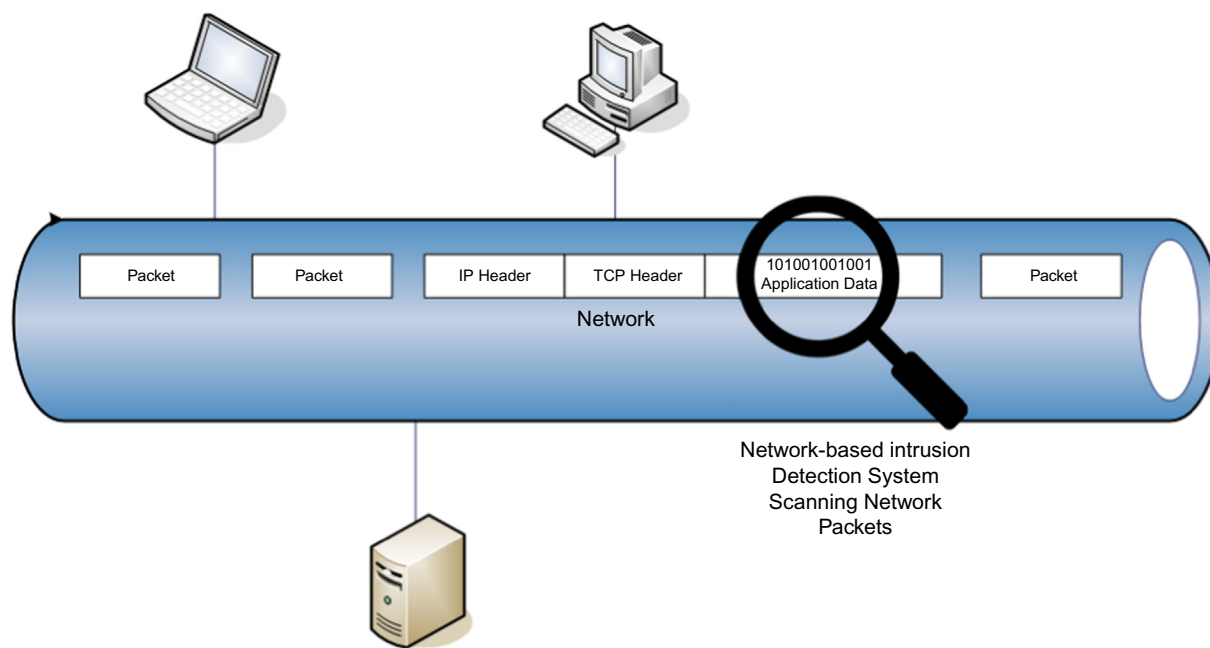 Packet
Packet
IP Header
TCP Header
101001001001
Application Data
Packet
Network
Network-based intrusion
Detection System
Scanning Network
Packets